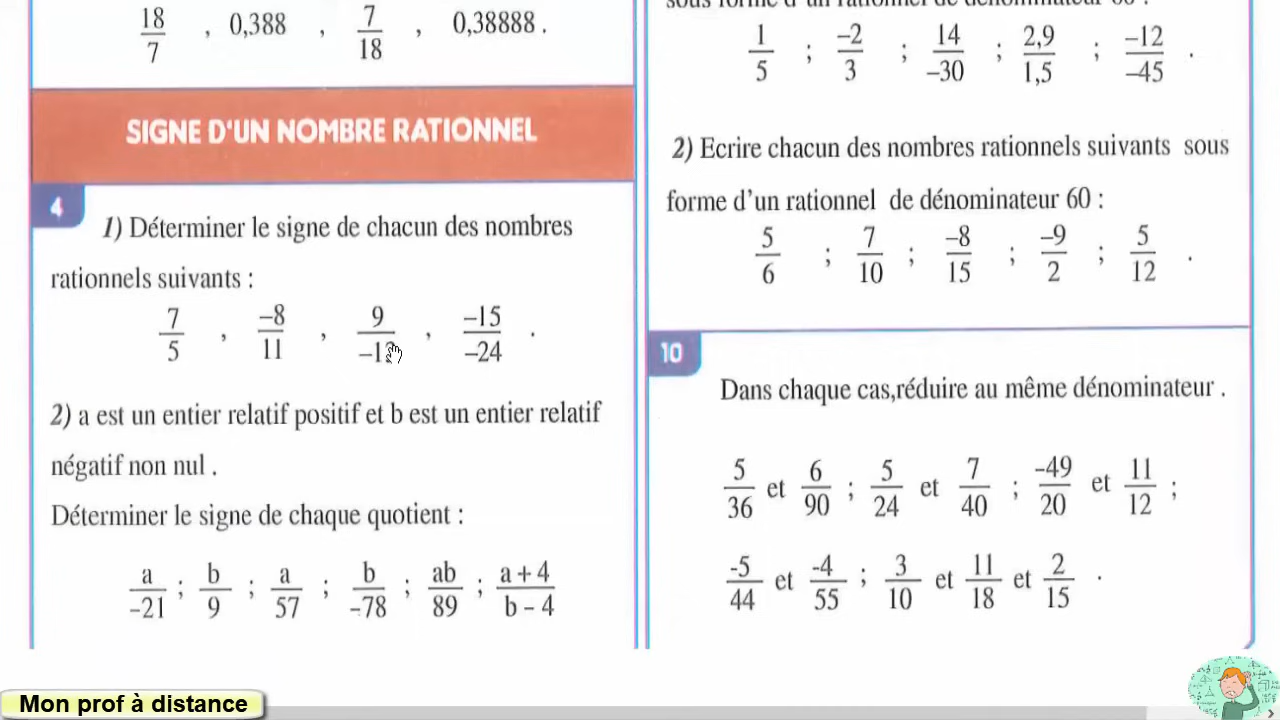 18/7 , 0,388 , 7/18 , 0,38888 .
SIGNE D'UN NOMBRE RATIONNEL
4
1) Déterminer le signe de chacun des nombres
rationnels suivants :
7/5 , –8/11 , 9/ , –15/–24 .
2) a est un entier relatif positif et b est un entier relatif
négatif non nul .
Déterminer le signe de chaque quotient :
a/–21 ; b/9 ; a/57 ; b/–78 ; ab/89 ; a + 4/b – 4
1/5 ; –2/3 ; 14/–30 ; 2,9/1,5 ; –12/–45 .
2) Ecrire chacun des nombres rationnels suivants sous
forme d'un rationnel de dénominateur 60 :
5/6 ; 7/10 ; –8/15 ; –9/2 ; 5/12 .
10
Dans chaque cas,réduire au même dénominateur .
5/36 et 6/90 ; 5/24 et 7/40 ; –49/20 et 11/12 ;
-5/44 et -4/55 ; 3/10 et 11/18 et 2/15 .
Mon prof à distance